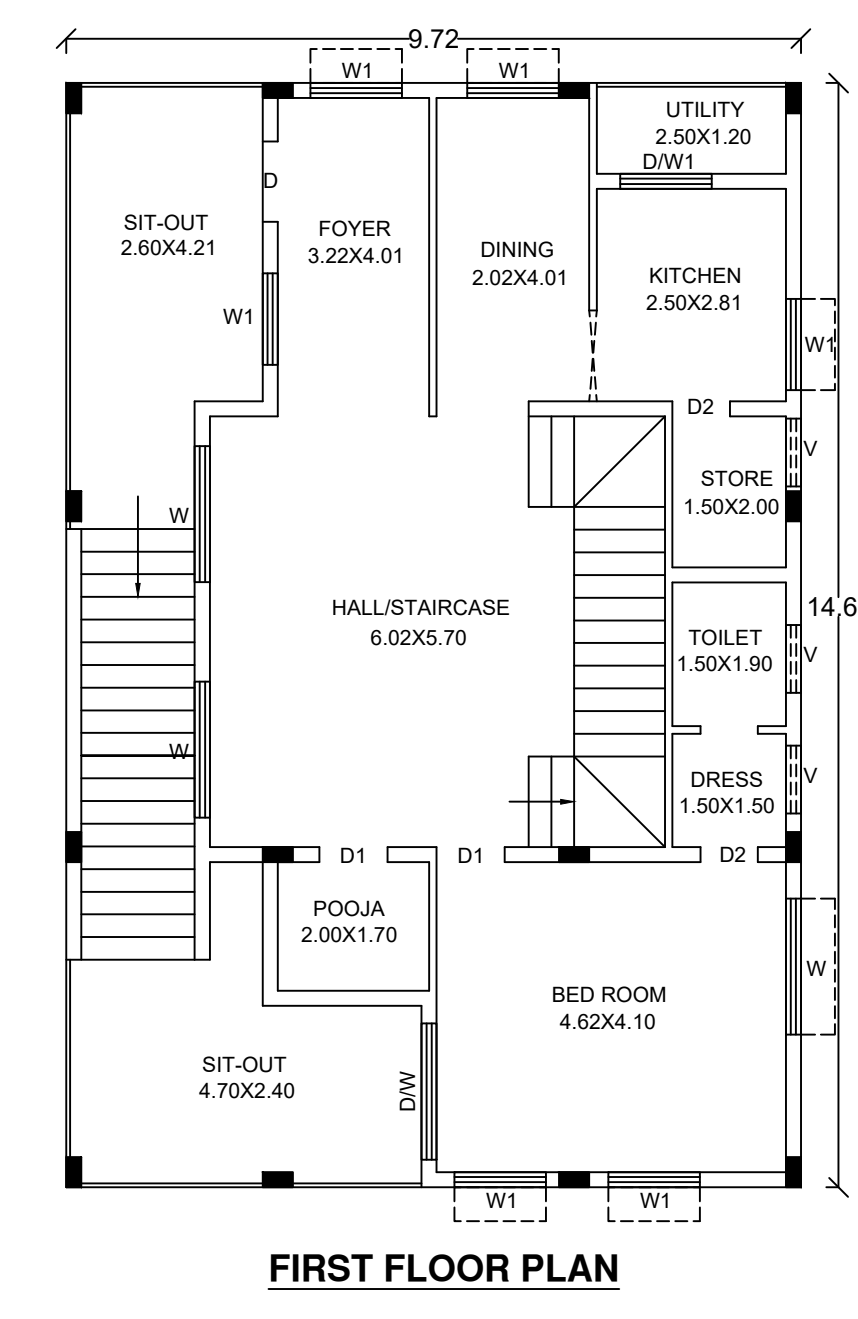 9.72
W1
W1
UTILITY
2.50X1.20
D/W1
D
SIT-OUT
2.60X4.21
FOYER
3.22X4.01
DINING
2.02X4.01
KITCHEN
2.50X2.81
W1
W1
D2
V
STORE
1.50X2.00
W
HALL/STAIRCASE
6.02X5.70
14.6
TOILET
1.50X1.90
V
W
DRESS
1.50X1.50
V
D1
D1
D2
POOJA
2.00X1.70
W
BED ROOM
4.62X4.10
SIT-OUT
4.70X2.40
D/W
W1
W1
FIRST FLOOR PLAN